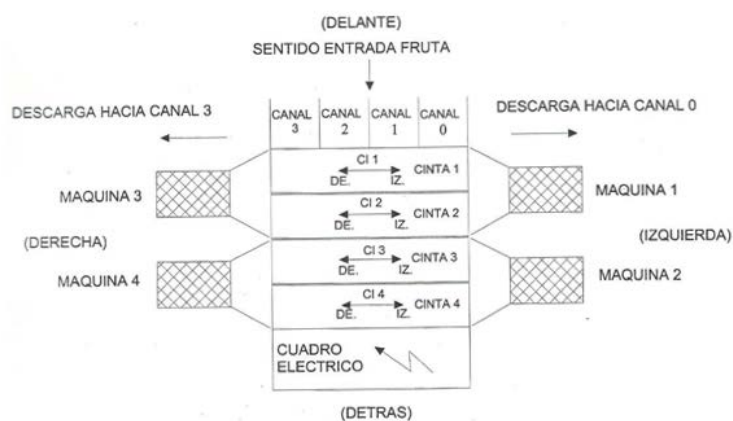 (DELANTE)
SENTIDO ENTRADA FRUTA
DESCARGA HACIA CANAL 3
CANAL 3
CANAL 2
CANAL 1
CANAL 0
DESCARGA HACIA CANAL 0
CI 1
DE. IZ.
CINTA 1
MAQUINA 3
MAQUINA 1
CI 2
DE. IZ.
CINTA 2
(DERECHA)
(IZQUIERDA)
CI 3
DE. IZ.
CINTA 3
MAQUINA 4
MAQUINA 2
CI 4
DE. IZ.
CINTA 4
CUADRO
ELECTRICO
(DETRAS)